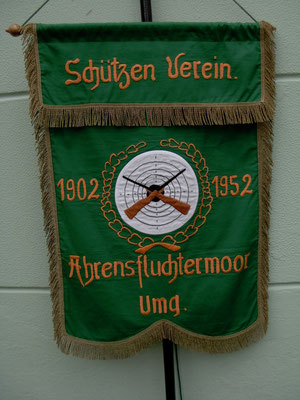 Schützen Verein.
1902 1952
Ahrensfluchtermoor
Umg.